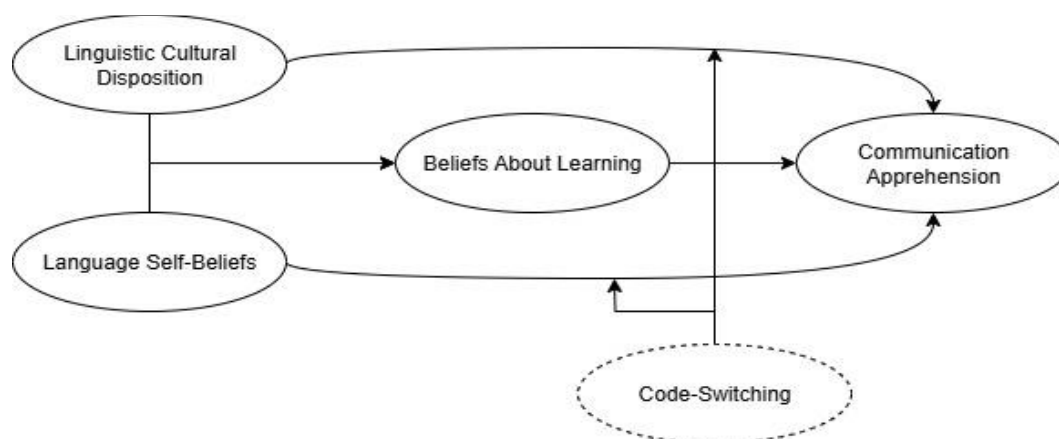 Linguistic Cultural
Disposition
Beliefs About Learning
Communication
Apprehension
Language Self-Beliefs
Code-Switching